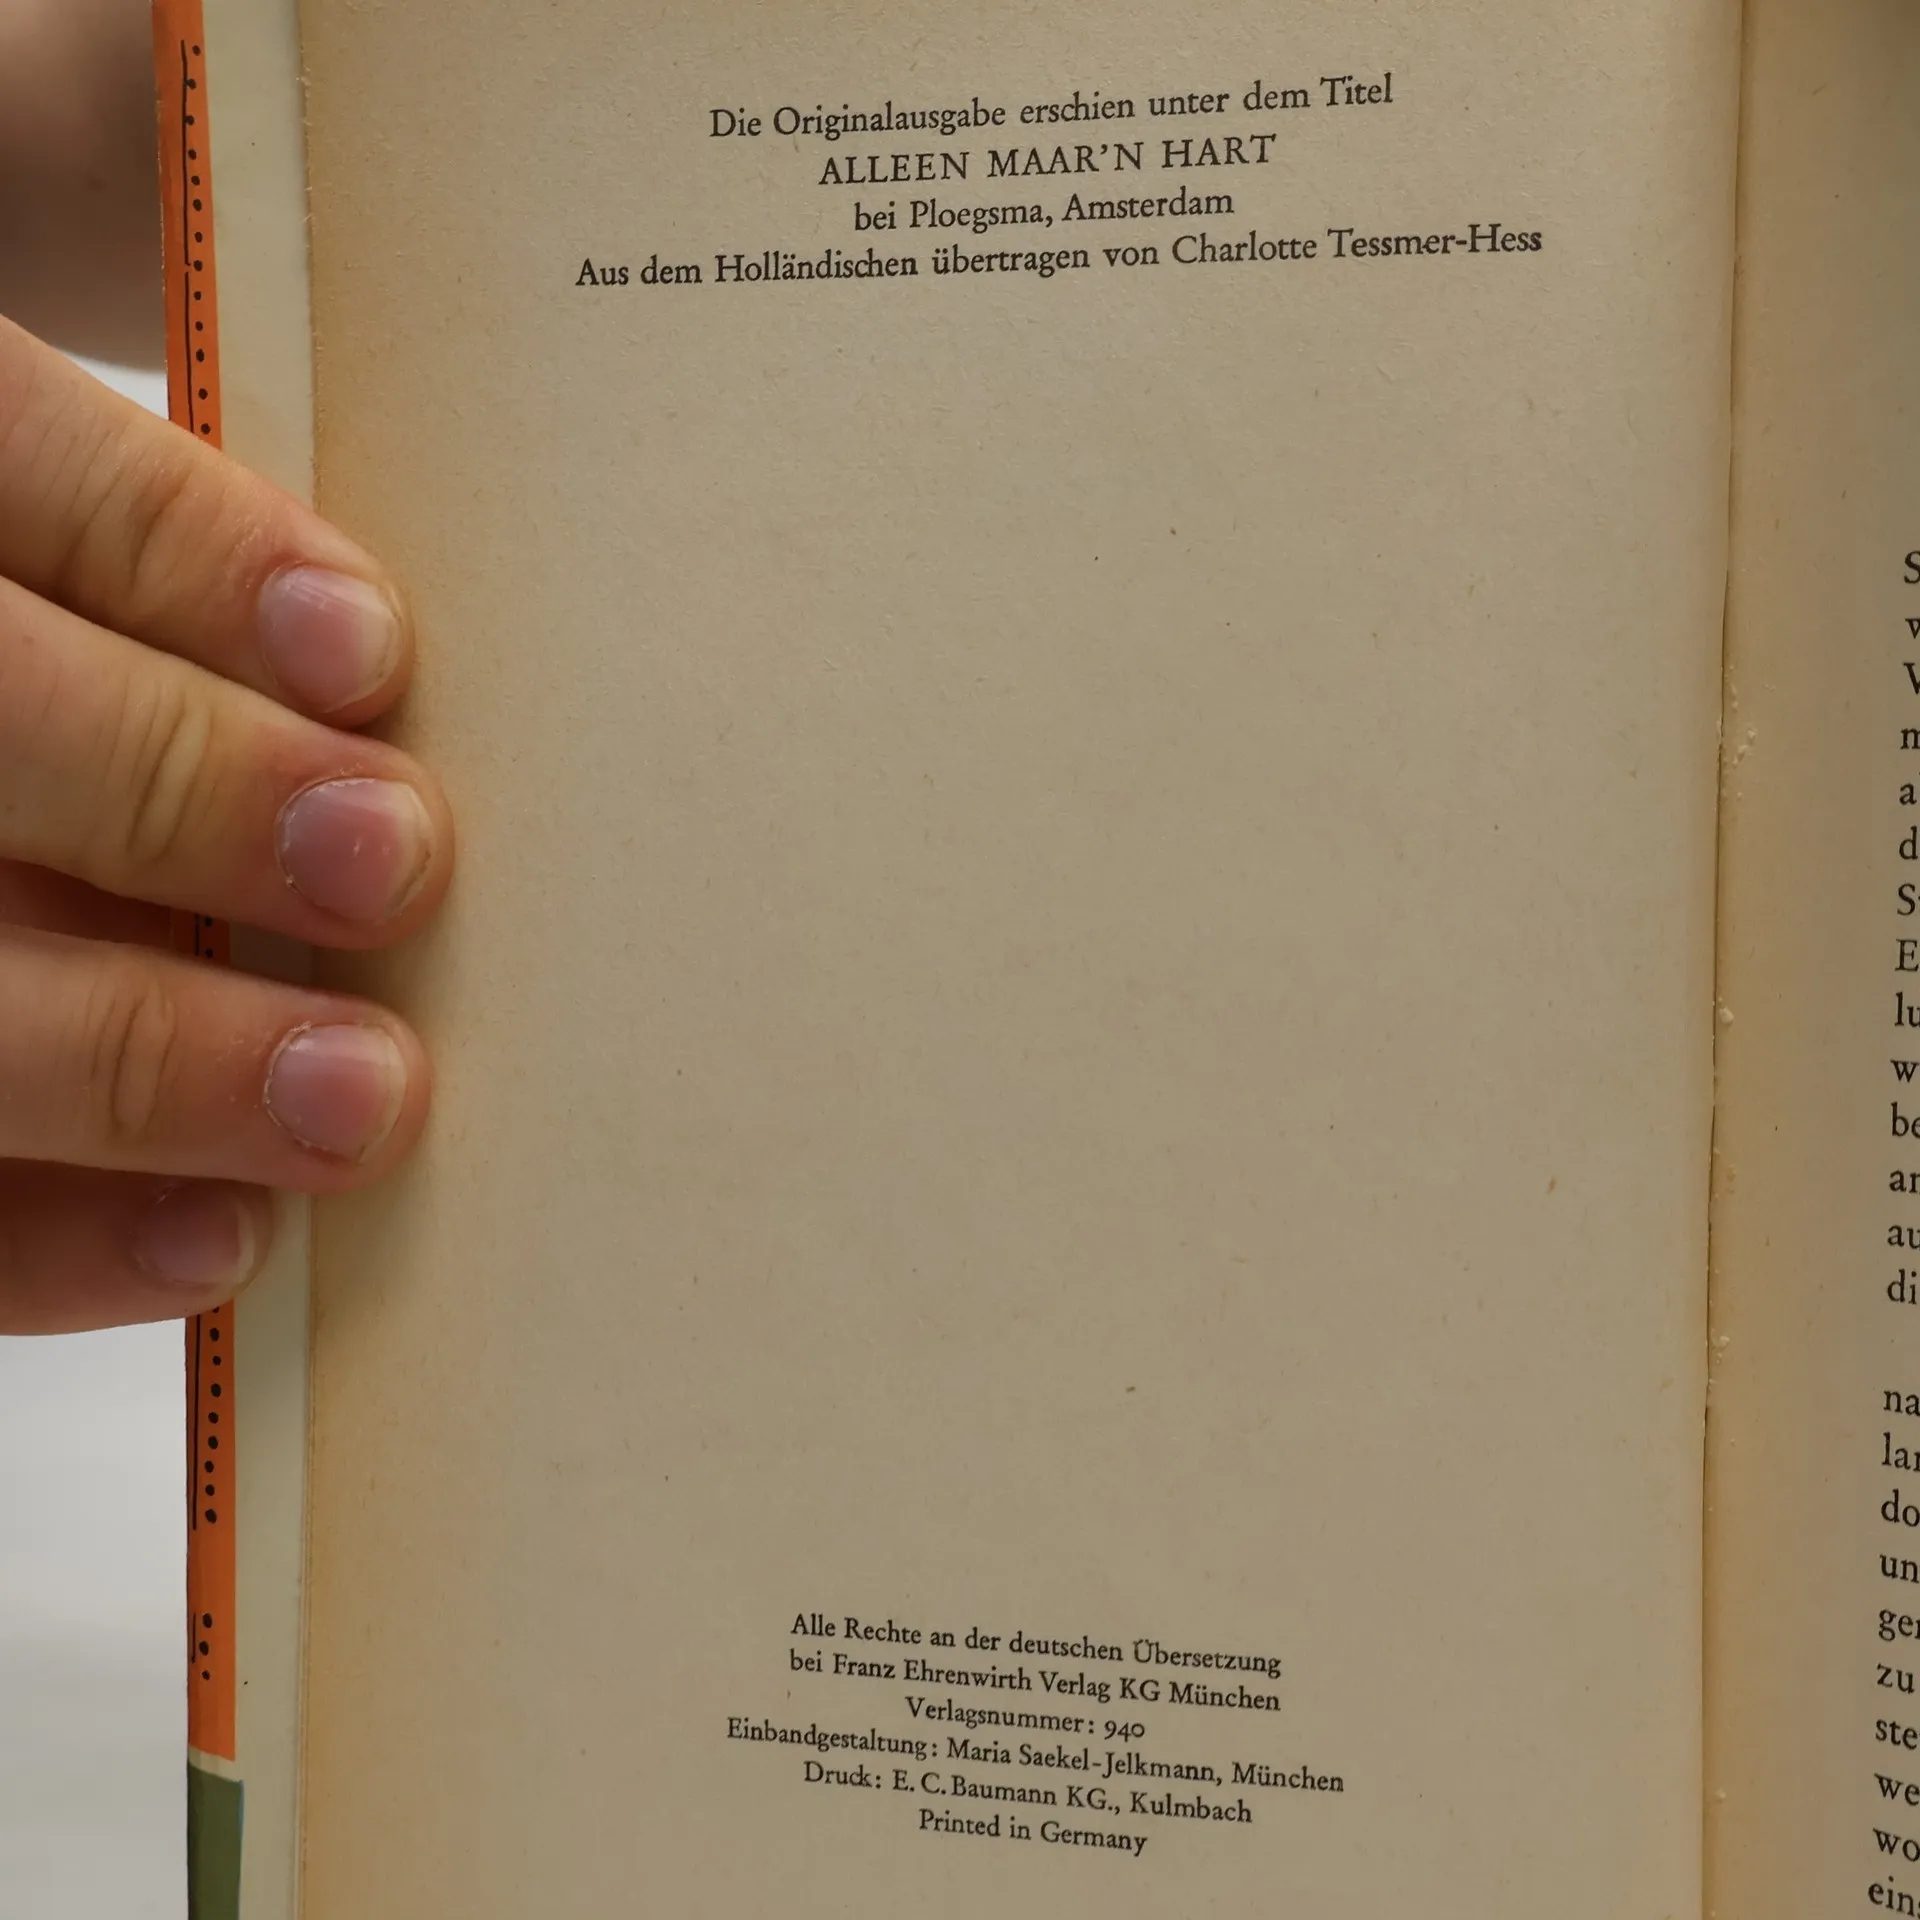 Die Originalausgabe erschien unter dem Titel
ALLEEN MAAR’N HART
bei Ploegsma, Amsterdam
Aus dem Holländischen übertragen von Charlotte Tessmer-Hess
Alle Rechte an der deutschen Übersetzung
bei Franz Ehrenwirth Verlag KG München
Verlagsnummer: 940
Einbandgestaltung: Maria Saekel-Jelkmann, München
Druck: E. C. Baumann KG., Kulmbach
Printed in Germany